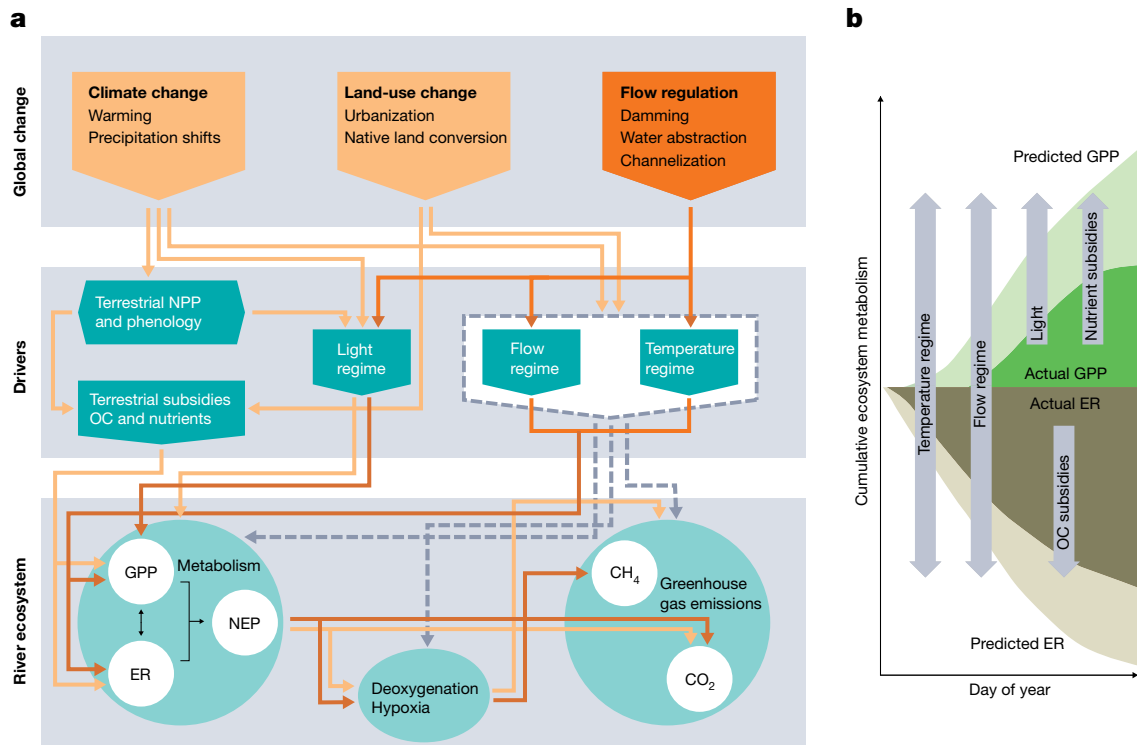 a
Global change
Climate change
Warming
Precipitation shifts
Land-use change
Urbanization
Native land conversion
Flow regulation
Damming
Water abstraction
Channelization
Drivers
Terrestrial NPP
and phenology
Light
regime
Flow
regime
Temperature
regime
Terrestrial subsidies
OC and nutrients
River ecosystem
GPP
Metabolism
NEP
ER
Deoxygenation
Hypoxia
CH4
Greenhouse
gas emissions
CO2
b
Cumulative ecosystem metabolism
Predicted GPP
Temperature regime
Flow regime
Light
Nutrient subsidies
Actual GPP
Actual ER
OC subsidies
Predicted ER
Day of year